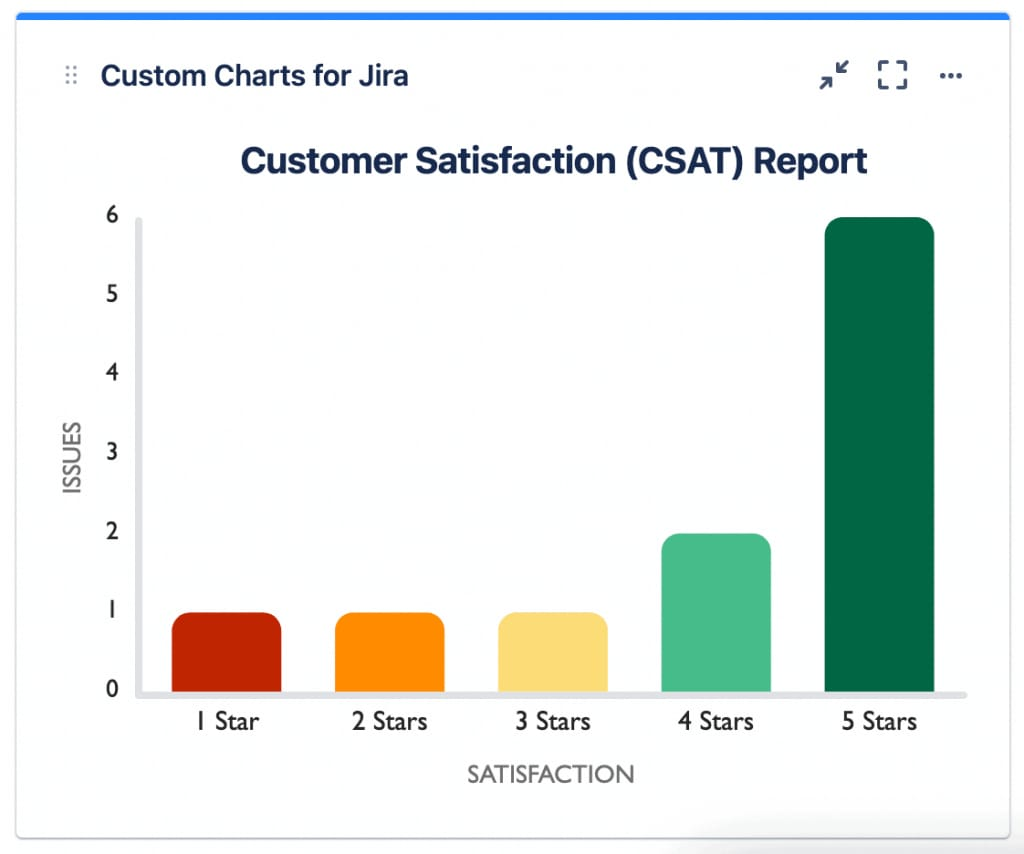 Custom Charts for Jira
Customer Satisfaction (CSAT) Report
6
5
4
3
2
1
0
ISSUES
1 Star
2 Stars
3 Stars
4 Stars
5 Stars
SATISFACTION